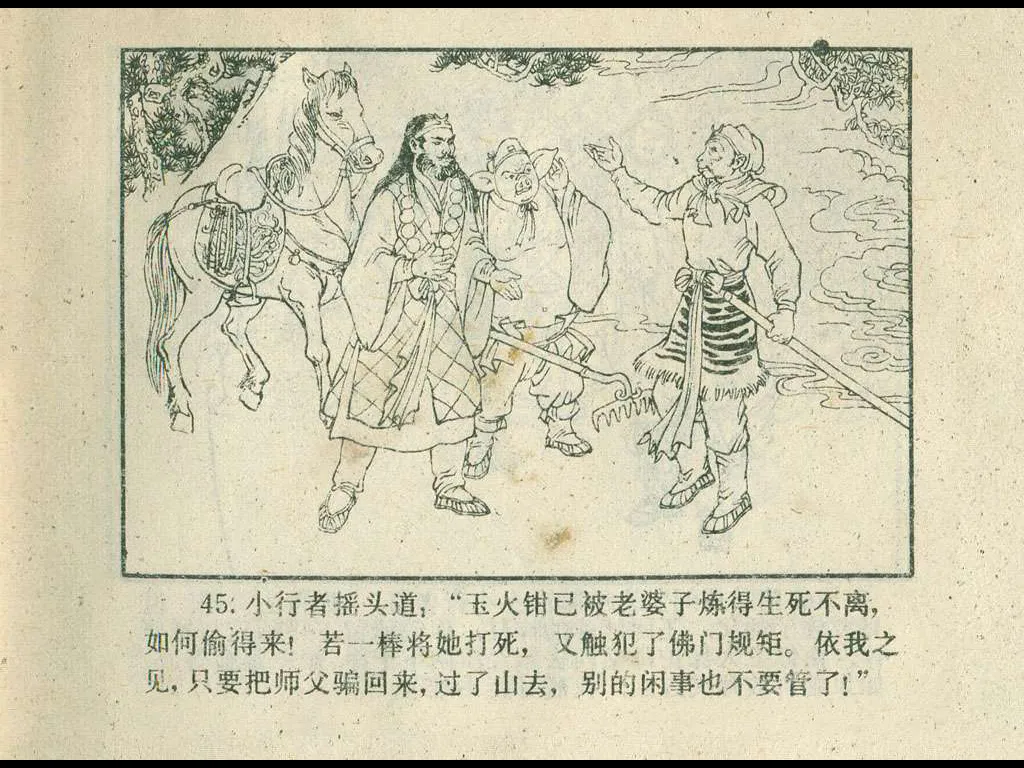 45: 小行者摇头道，“玉火钳已被老婆子炼得生死不离，
如何偷得来！若一棒将她打死，又触犯了佛门规矩。依我之
见，只要把师父骗回来，过了山去，别的闲事也不要管了！”